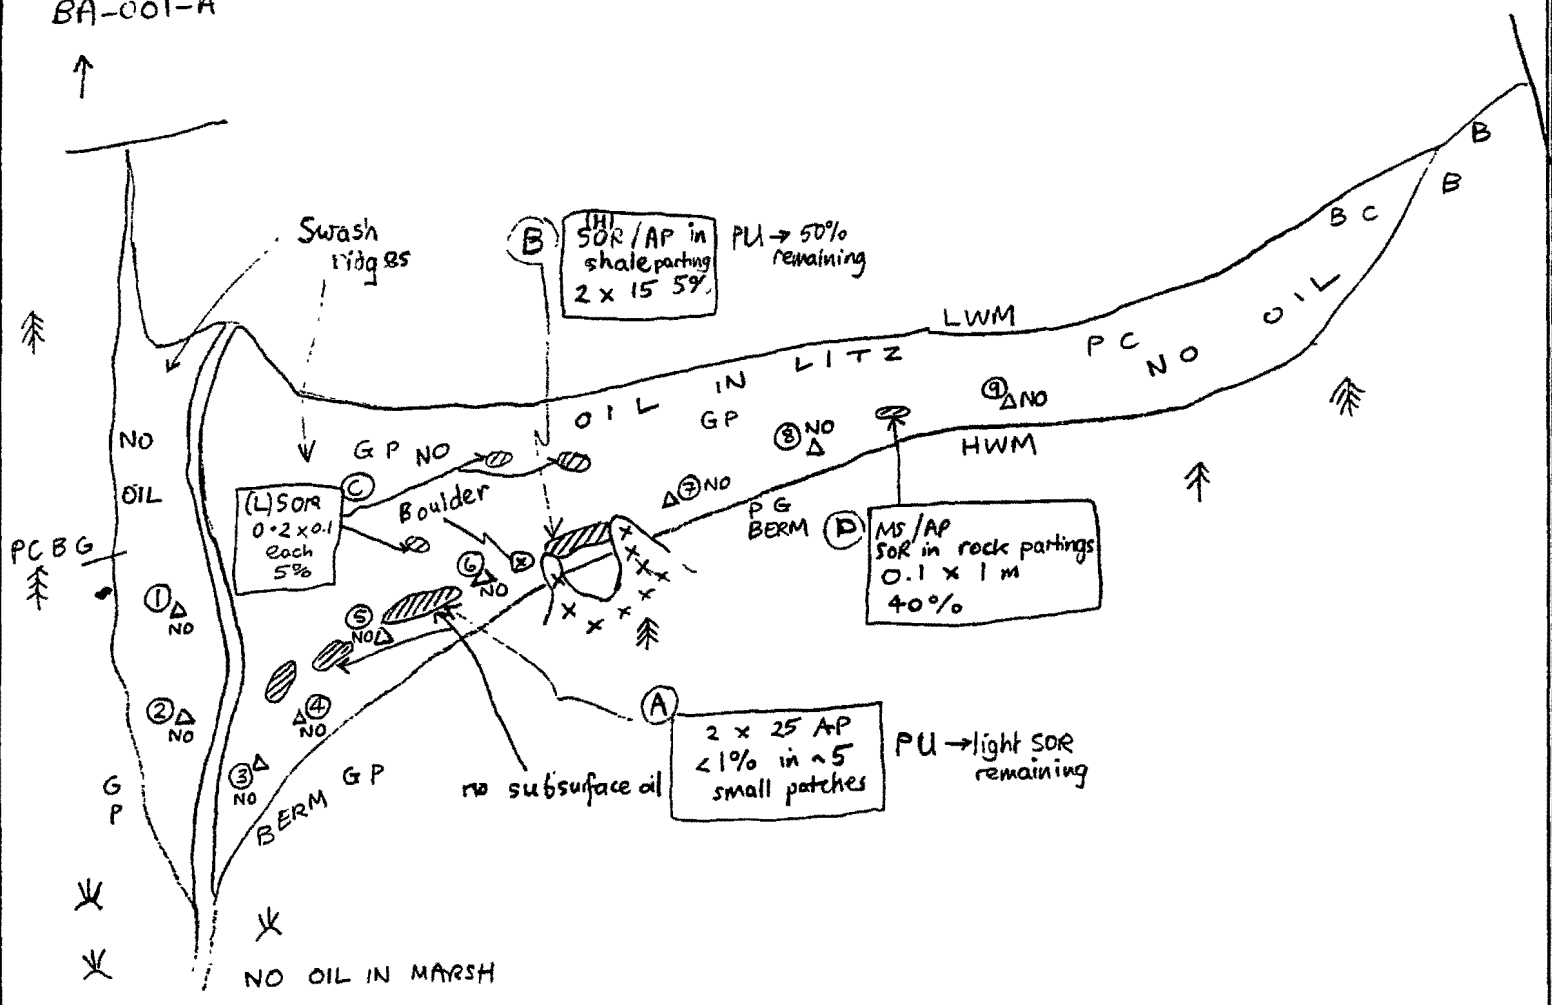 BA-001-A
Swash
ridges
B
(H)
SOR/AP in
shale parting
2 x 15 5%
PU → 50%
remaining
LWM
B
B
B C
PC
NO OIL
NO OIL IN LITZ
GP
GP
NO
OIL
9 NO
HWM
8 NO
7 NO
PG
BERM
C
(L) SOR
0.2 x 0.1
each
5%
Boulder
D
MS/AP
SOR in rock partings
0.1 x 1 m
40%
PCBG
1
NO
6
NO
5
NO
2
NO
4
NO
3
NO
A
2 x 25 AP
<1% in ~5
small patches
PU → light SOR
remaining
no subsurface oil
GP
BERM
G
P
NO OIL IN MARSH